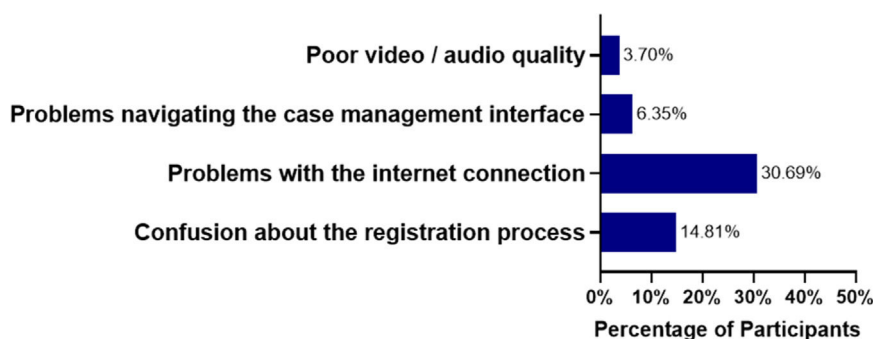 Poor video / audio quality 3.70%
Problems navigating the case management interface 6.35%
Problems with the internet connection 30.69%
Confusion about the registration process 14.81%
0% 10% 20% 30% 40% 50%
Percentage of Participants